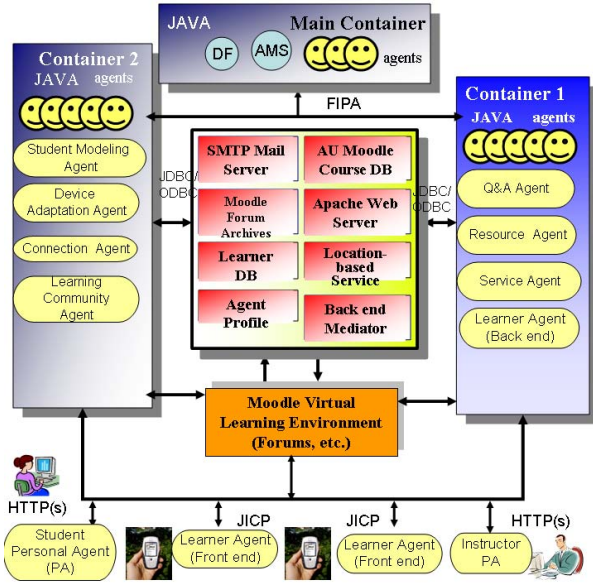 JAVA
Main Container
DF
AMS
agents
Container 2
JAVA agents
Student Modeling
Agent
Device
Adaptation Agent
Connection Agent
Learning
Community
Agent
FIPA
Container 1
JAVA agents
Q&A Agent
Resource Agent
Service Agent
Learner Agent
(Back end)
JDBC/
ODBC
SMTP Mail
Server
AU Moodle
Course DB
Moodle
Forum
Archives
Apache Web
Server
Learner
DB
Location-
based
Service
Agent
Profile
Back end
Mediator
JDBC/
ODBC
Moodle Virtual
Learning Environment
(Forums, etc.)
HTTP(s)
JICP
JICP
HTTP(s)
Student
Personal Agent
(PA)
Learner Agent
(Front end)
Learner Agent
(Front end)
Instructor
PA